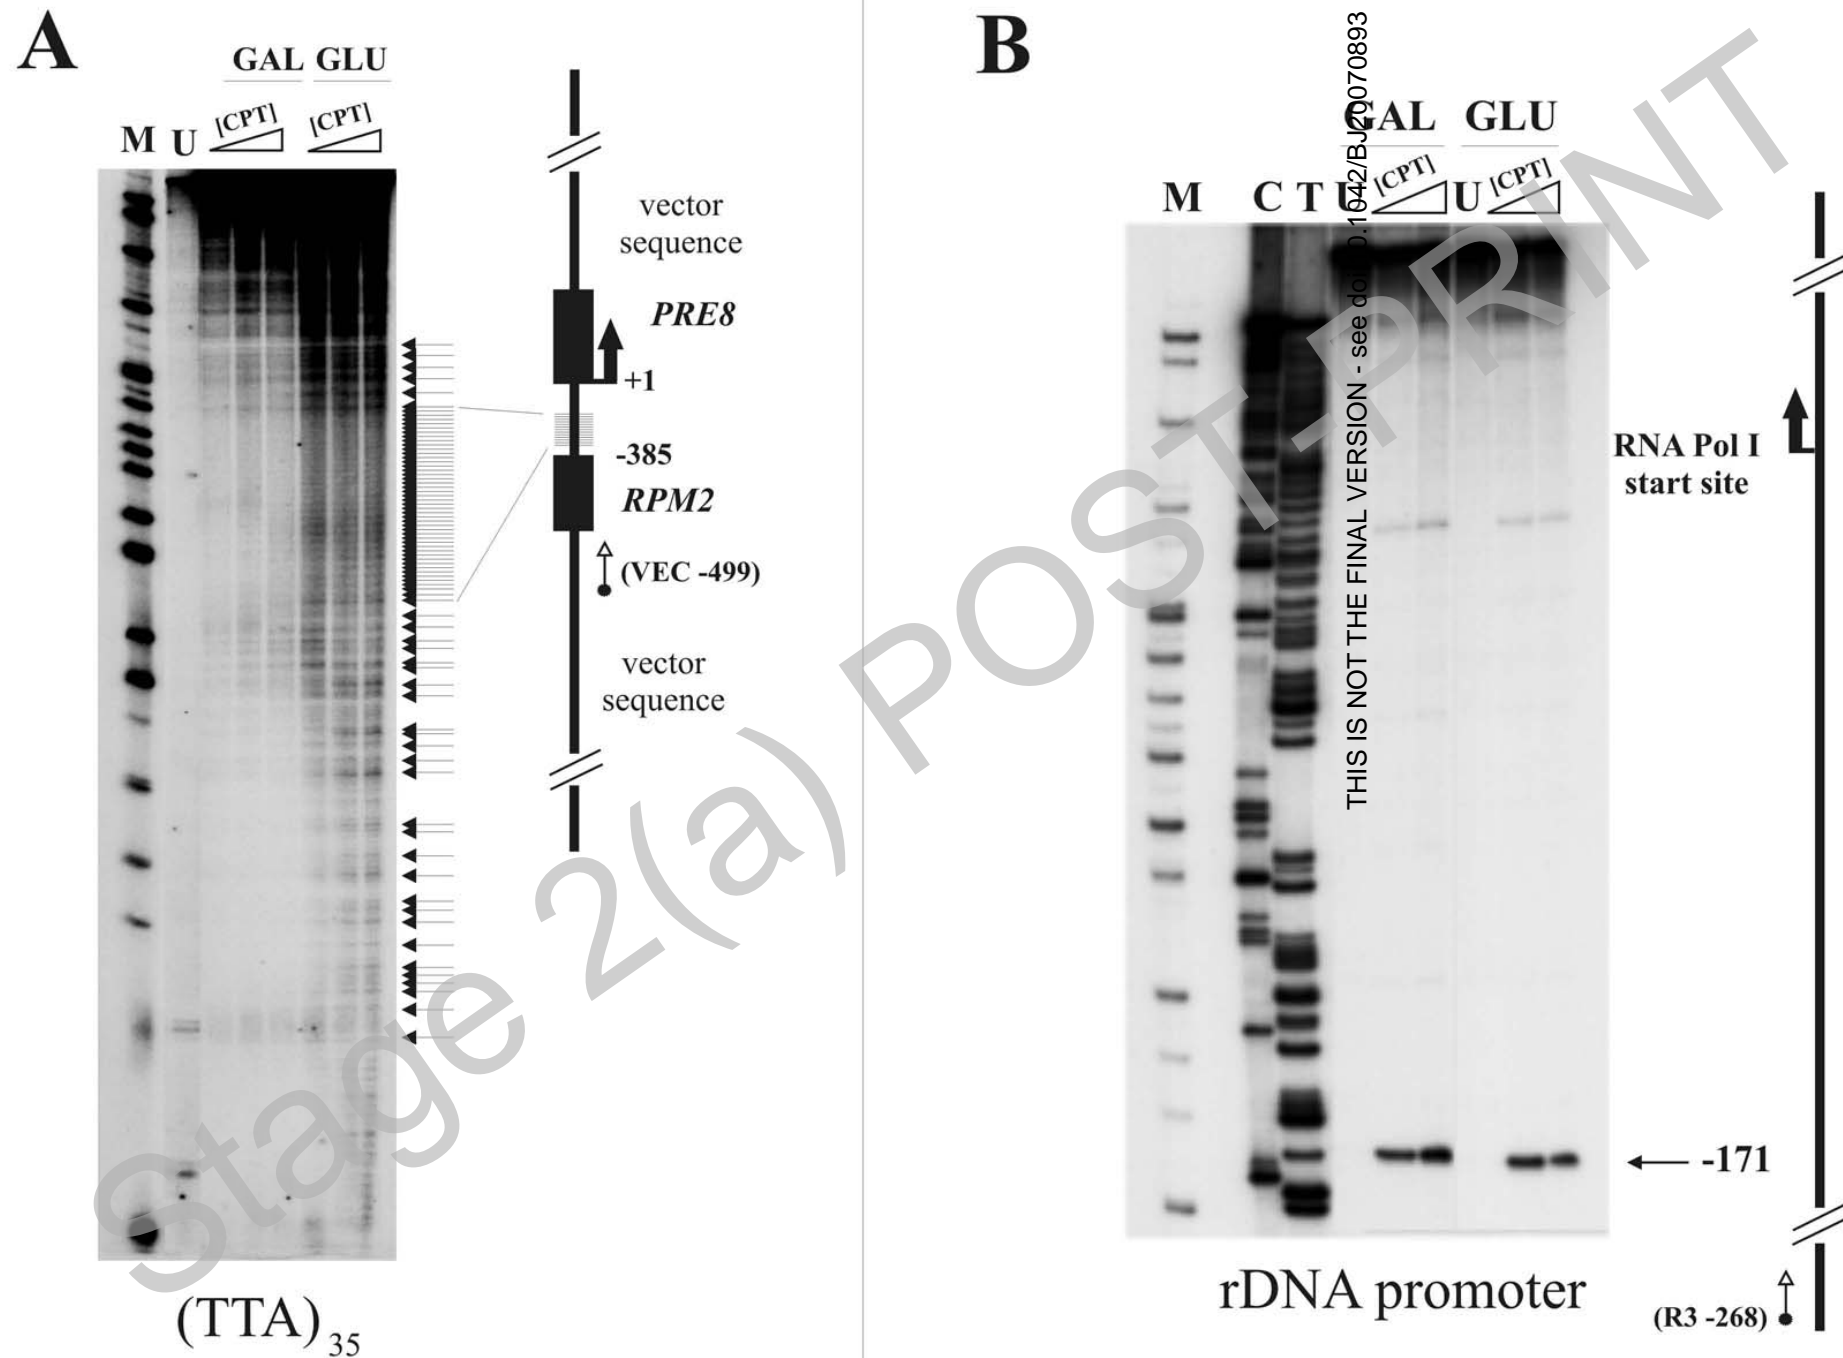 A
GAL GLU
[CPT] [CPT]
M U
vector
sequence
PRE8
+1
-385
RPM2
(VEC -499)
vector
sequence
(TTA)35
B
GAL GLU
[CPT] [CPT]
M C T U U
RNA Pol I
start site
-171
rDNA promoter
(R3 -268)
THIS IS NOT THE FINAL VERSION - see doi:10.1042/BJ20070893
Stage 2(a) POST-PRINT